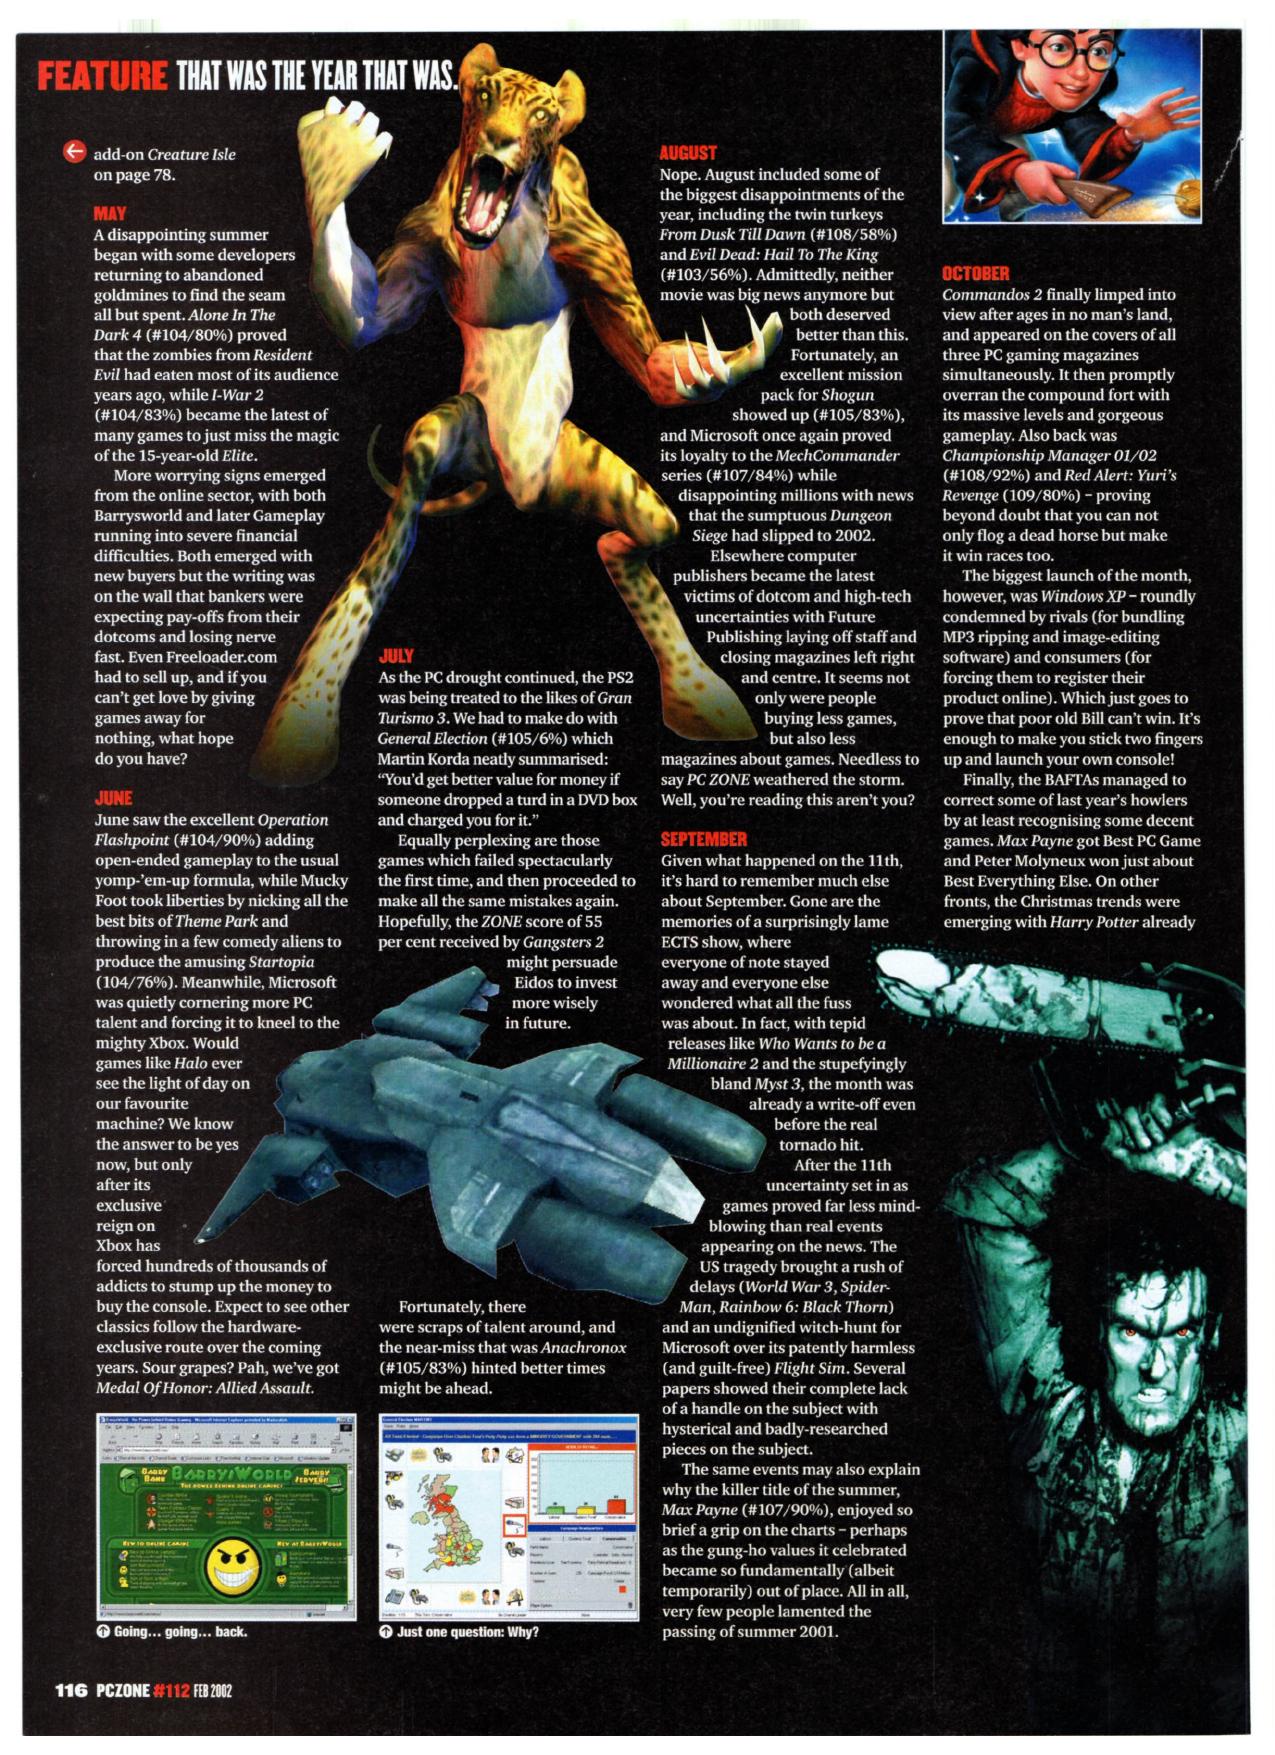 FEATURE THAT WAS THE YEAR THAT WAS.
add-on Creature Isle
on page 78.
MAY
A disappointing summer
began with some developers
returning to abandoned
goldmines to find the seam
all but spent. Alone In The
Dark 4 (#104/80%) proved
that the zombies from Resident
Evil had eaten most of its audience
years ago, while I-War 2
(#104/83%) became the latest of
many games to just miss the magic
of the 15-year-old Elite.
More worrying signs emerged
from the online sector, with both
Barrysworld and later Gameplay
running into severe financial
difficulties. Both emerged with
new buyers but the writing was
on the wall that bankers were
expecting pay-offs from their
dotcoms and losing nerve
fast. Even Freeloader.com
had to sell up, and if you
can't get love by giving
games away for
nothing, what hope
do you have?
JUNE
June saw the excellent Operation
Flashpoint (#104/90%) adding
open-ended gameplay to the usual
yomp-'em-up formula, while Mucky
Foot took liberties by nicking all the
best bits of Theme Park and
throwing in a few comedy aliens to
produce the amusing Startopia
(104/76%). Meanwhile, Microsoft
was quietly cornering more PC
talent and forcing it to kneel to the
mighty Xbox. Would
games like Halo ever
see the light of day on
our favourite
machine? We know
the answer to be yes
now, but only
after its
exclusive
reign on
Xbox has
forced hundreds of thousands of
addicts to stump up the money to
buy the console. Expect to see other
classics follow the hardware-
exclusive route over the coming
years. Sour grapes? Pah, we've got
Medal Of Honor: Allied Assault.
BARRYSWORLD
THE POWER BEHIND ONLINE GAMING!
Going... going... back.
JULY
As the PC drought continued, the PS2
was being treated to the likes of Gran
Turismo 3. We had to make do with
General Election (#105/6%) which
Martin Korda neatly summarised:
"You'd get better value for money if
someone dropped a turd in a DVD box
and charged you for it."
Equally perplexing are those
games which failed spectacularly
the first time, and then proceeded to
make all the same mistakes again.
Hopefully, the ZONE score of 55
per cent received by Gangsters 2
might persuade
Eidos to invest
more wisely
in future.
Fortunately, there
were scraps of talent around, and
the near-miss that was Anachronox
(#105/83%) hinted better times
might be ahead.
Just one question: Why?
AUGUST
Nope. August included some of
the biggest disappointments of the
year, including the twin turkeys
From Dusk Till Dawn (#108/58%)
and Evil Dead: Hail To The King
(#103/56%). Admittedly, neither
movie was big news anymore but
both deserved
better than this.
Fortunately, an
excellent mission
pack for Shogun
showed up (#105/83%),
and Microsoft once again proved
its loyalty to the MechCommander
series (#107/84%) while
disappointing millions with news
that the sumptuous Dungeon
Siege had slipped to 2002.
Elsewhere computer
publishers became the latest
victims of dotcom and high-tech
uncertainties with Future
Publishing laying off staff and
closing magazines left right
and centre. It seems not
only were people
buying less games,
but also less
magazines about games. Needless to
say PC ZONE weathered the storm.
Well, you're reading this aren't you?
SEPTEMBER
Given what happened on the 11th,
it's hard to remember much else
about September. Gone are the
memories of a surprisingly lame
ECTS show, where
everyone of note stayed
away and everyone else
wondered what all the fuss
was about. In fact, with tepid
releases like Who Wants to be a
Millionaire 2 and the stupefyingly
bland Myst 3, the month was
already a write-off even
before the real
tornado hit.
After the 11th
uncertainty set in as
games proved far less mind-
blowing than real events
appearing on the news. The
US tragedy brought a rush of
delays (World War 3, Spider-
Man, Rainbow 6: Black Thorn)
and an undignified witch-hunt for
Microsoft over its patently harmless
(and guilt-free) Flight Sim. Several
papers showed their complete lack
of a handle on the subject with
hysterical and badly-researched
pieces on the subject.
The same events may also explain
why the killer title of the summer,
Max Payne (#107/90%), enjoyed so
brief a grip on the charts – perhaps
as the gung-ho values it celebrated
became so fundamentally (albeit
temporarily) out of place. All in all,
very few people lamented the
passing of summer 2001.
OCTOBER
Commandos 2 finally limped into
view after ages in no man's land,
and appeared on the covers of all
three PC gaming magazines
simultaneously. It then promptly
overran the compound fort with
its massive levels and gorgeous
gameplay. Also back was
Championship Manager 01/02
(#108/92%) and Red Alert: Yuri's
Revenge (109/80%) – proving
beyond doubt that you can not
only flog a dead horse but make
it win races too.
The biggest launch of the month,
however, was Windows XP – roundly
condemned by rivals (for bundling
MP3 ripping and image-editing
software) and consumers (for
forcing them to register their
product online). Which just goes to
prove that poor old Bill can't win. It's
enough to make you stick two fingers
up and launch your own console!
Finally, the BAFTAs managed to
correct some of last year's howlers
by at least recognising some decent
games. Max Payne got Best PC Game
and Peter Molyneux won just about
Best Everything Else. On other
fronts, the Christmas trends were
emerging with Harry Potter already
116 PCZONE #112 FEB 2002